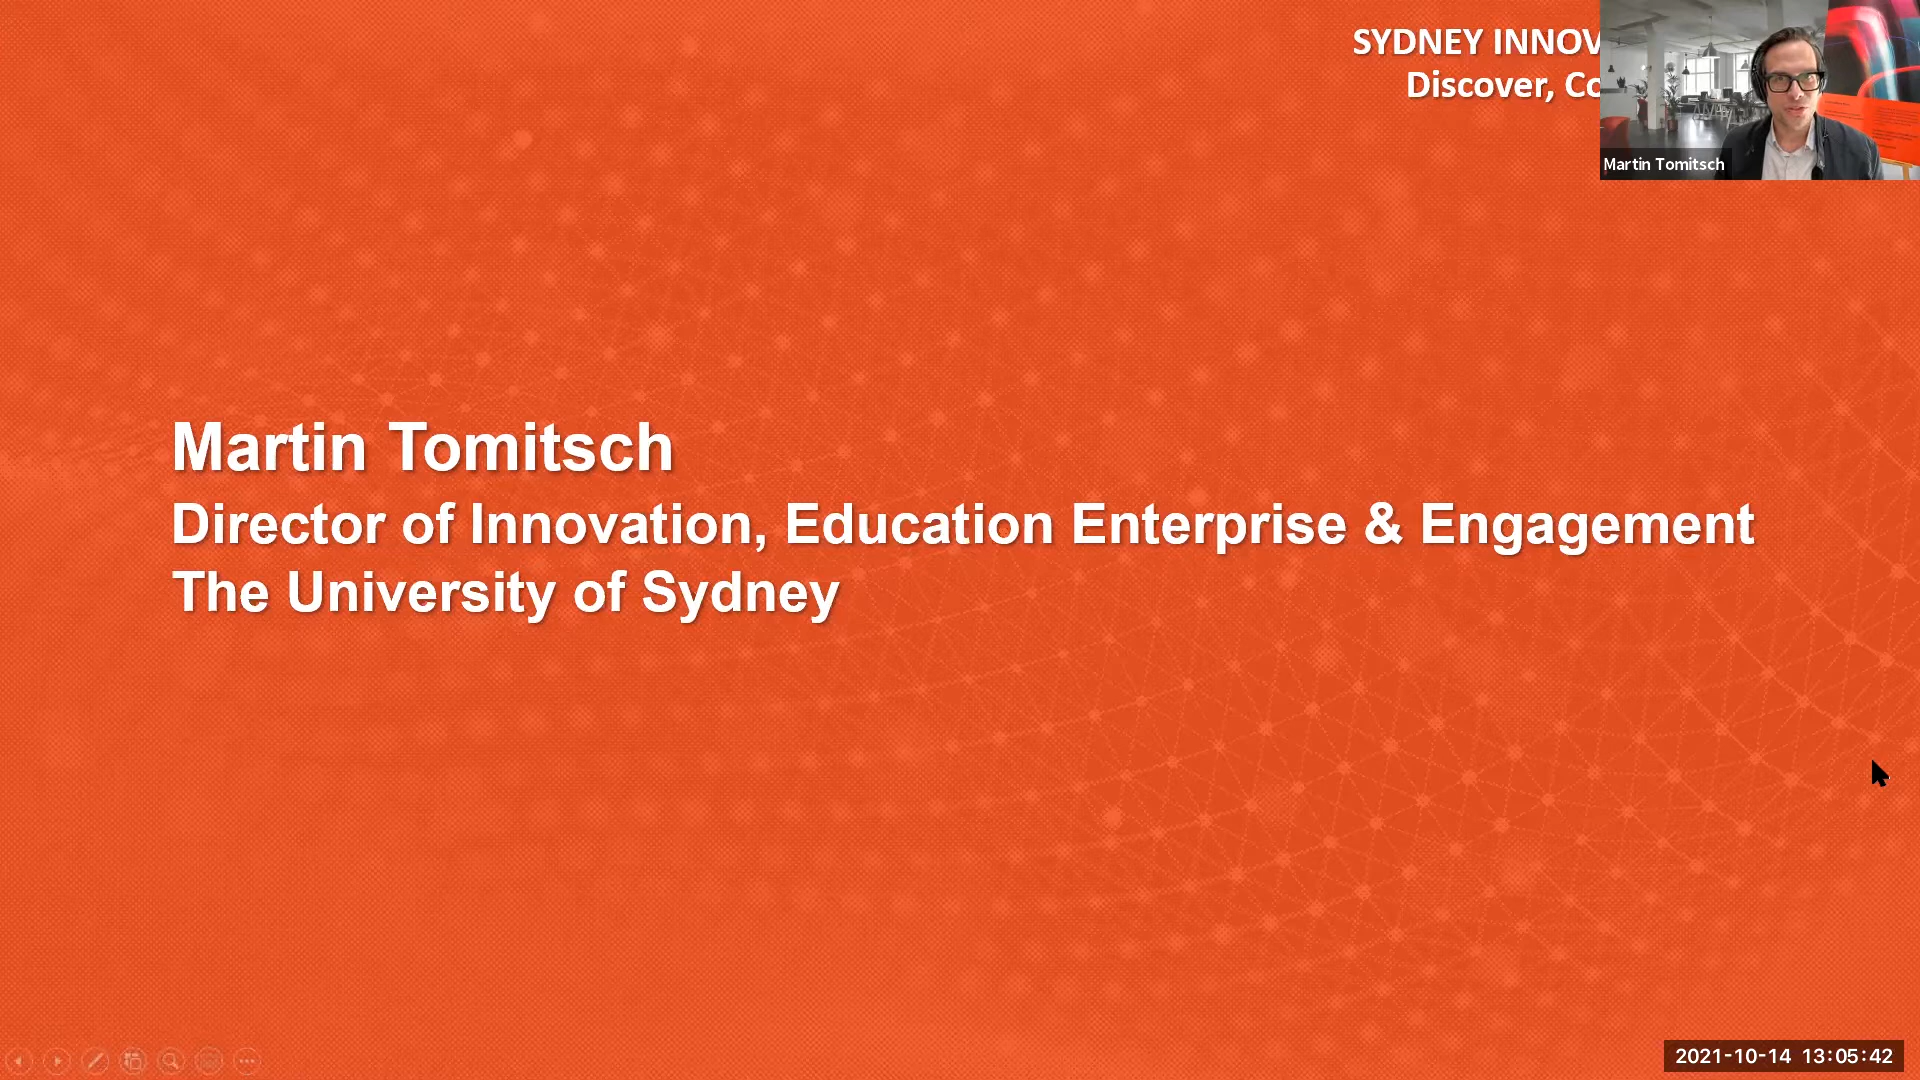 SYDNEY INNOV
Discover, Co
Martin Tomitsch
Martin Tomitsch
Director of Innovation, Education Enterprise & Engagement
The University of Sydney
2021-10-14 13:05:42